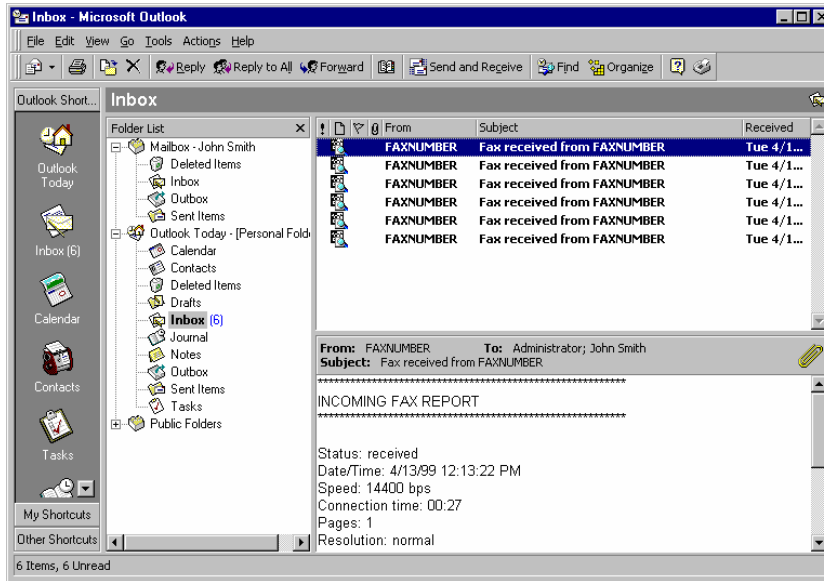 Inbox - Microsoft Outlook
File Edit View Go Tools Actions Help
Reply Reply to All Forward Send and Receive Find Organize
Outlook Short... Inbox
Outlook Today
Inbox (6)
Calendar
Contacts
Tasks
My Shortcuts
Other Shortcuts
Folder List
Mailbox - John Smith
Deleted Items
Inbox
Outbox
Sent Items
Outlook Today - [Personal Fold
Calendar
Contacts
Deleted Items
Drafts
Inbox (6)
Journal
Notes
Outbox
Sent Items
Tasks
Public Folders
From Subject Received
FAXNUMBER Fax received from FAXNUMBER Tue 4/1...
FAXNUMBER Fax received from FAXNUMBER Tue 4/1...
FAXNUMBER Fax received from FAXNUMBER Tue 4/1...
FAXNUMBER Fax received from FAXNUMBER Tue 4/1...
FAXNUMBER Fax received from FAXNUMBER Tue 4/1...
FAXNUMBER Fax received from FAXNUMBER Tue 4/1...
From: FAXNUMBER To: Administrator; John Smith
Subject: Fax received from FAXNUMBER
INCOMING FAX REPORT
Status: received
Date/Time: 4/13/99 12:13:22 PM
Speed: 14400 bps
Connection time: 00:27
Pages: 1
Resolution: normal
6 Items, 6 Unread